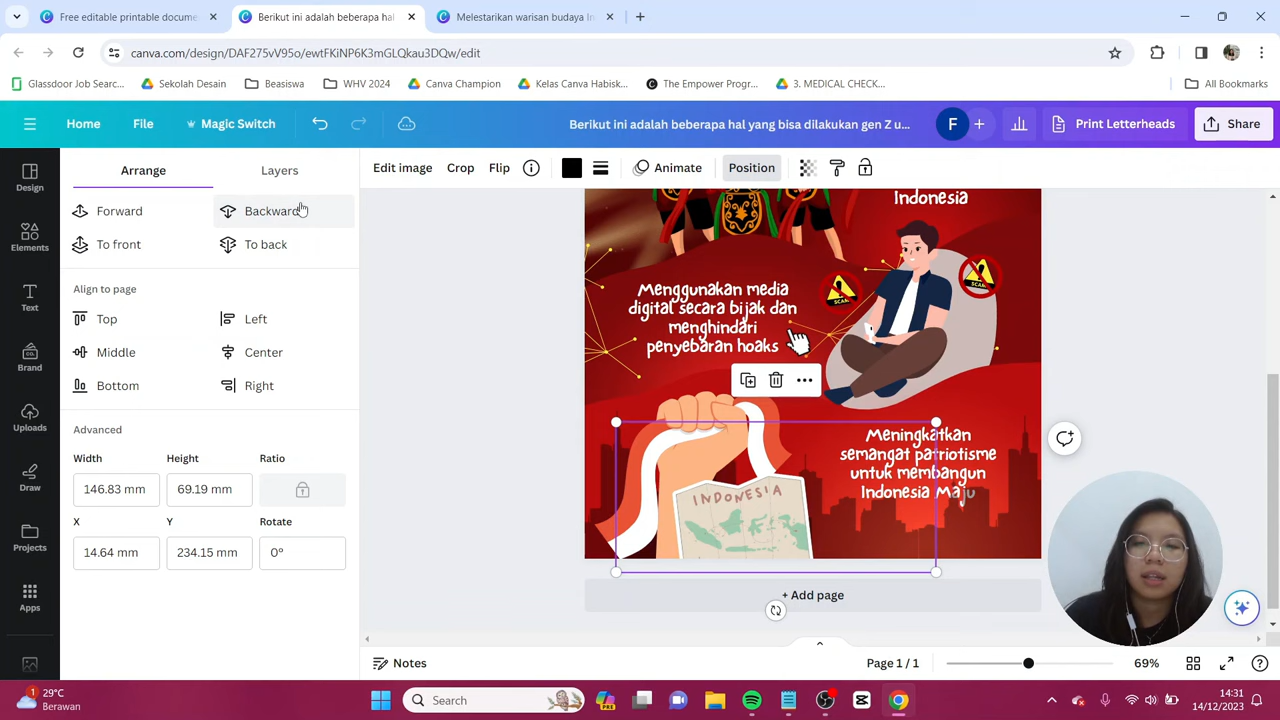 Free editable printable docume
Berikut ini adalah beberapa hal
Melestarikan warisan budaya In
canva.com/design/DAF275vV95o/ewtFKiNP6K3mGLQkau3DQw/edit
Glassdoor Job Searc...
Sekolah Desain
Beasiswa
WHV 2024
Canva Champion
Kelas Canva Habisk...
The Empower Progr...
3. MEDICAL CHECK...
All Bookmarks
Home
File
Magic Switch
Berikut ini adalah beberapa hal yang bisa dilakukan gen Z u...
F
Print Letterheads
Share
Design
Elements
Text
Brand
Uploads
Draw
Projects
Apps
Arrange
Layers
Forward
Backward
To front
To back
Align to page
Top
Left
Middle
Center
Bottom
Right
Advanced
Width
Height
Ratio
146.83 mm
69.19 mm
X
Y
Rotate
14.64 mm
234.15 mm
0°
Edit image
Crop
Flip
Animate
Position
Indonesia
SCAM
SCAM
Menggunakan media
digital secara bijak dan
menghindari
penyebaran hoaks
Meningkatkan
semangat patriotisme
untuk membangun
Indonesia Maju
INDONESIA
+ Add page
Notes
Page 1 / 1
69%
1
29°C
Berawan
Search
PRE
14:31
14/12/2023